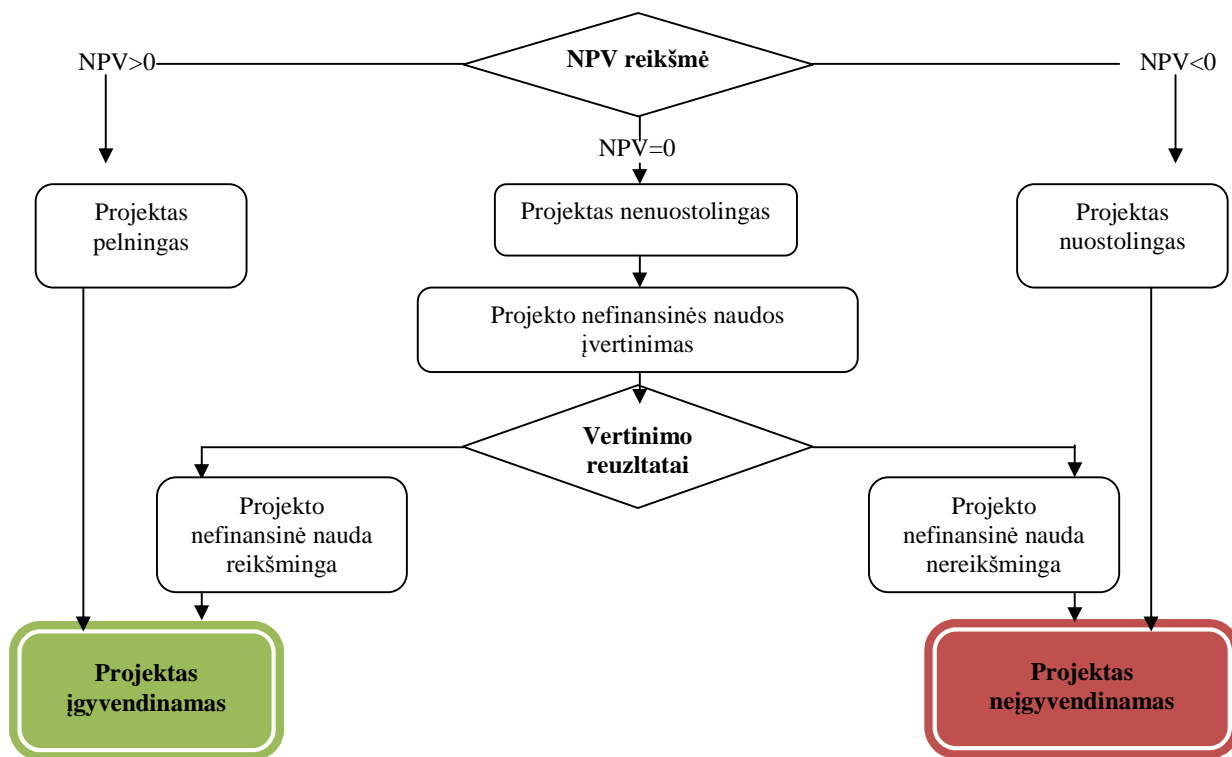 NPV reikšmė
NPV>0
NPV<0
NPV=0
Projektas
pelningas
Projektas nenuostolingas
Projektas
nuostolingas
Projekto nefinansinės naudos
įvertinimas
Vertinimo
reuzltatai
Projekto
nefinansinė nauda
reikšminga
Projekto
nefinansinė nauda
nereikšminga
Projektas
įgyvendinamas
Projektas
neįgyvendinamas